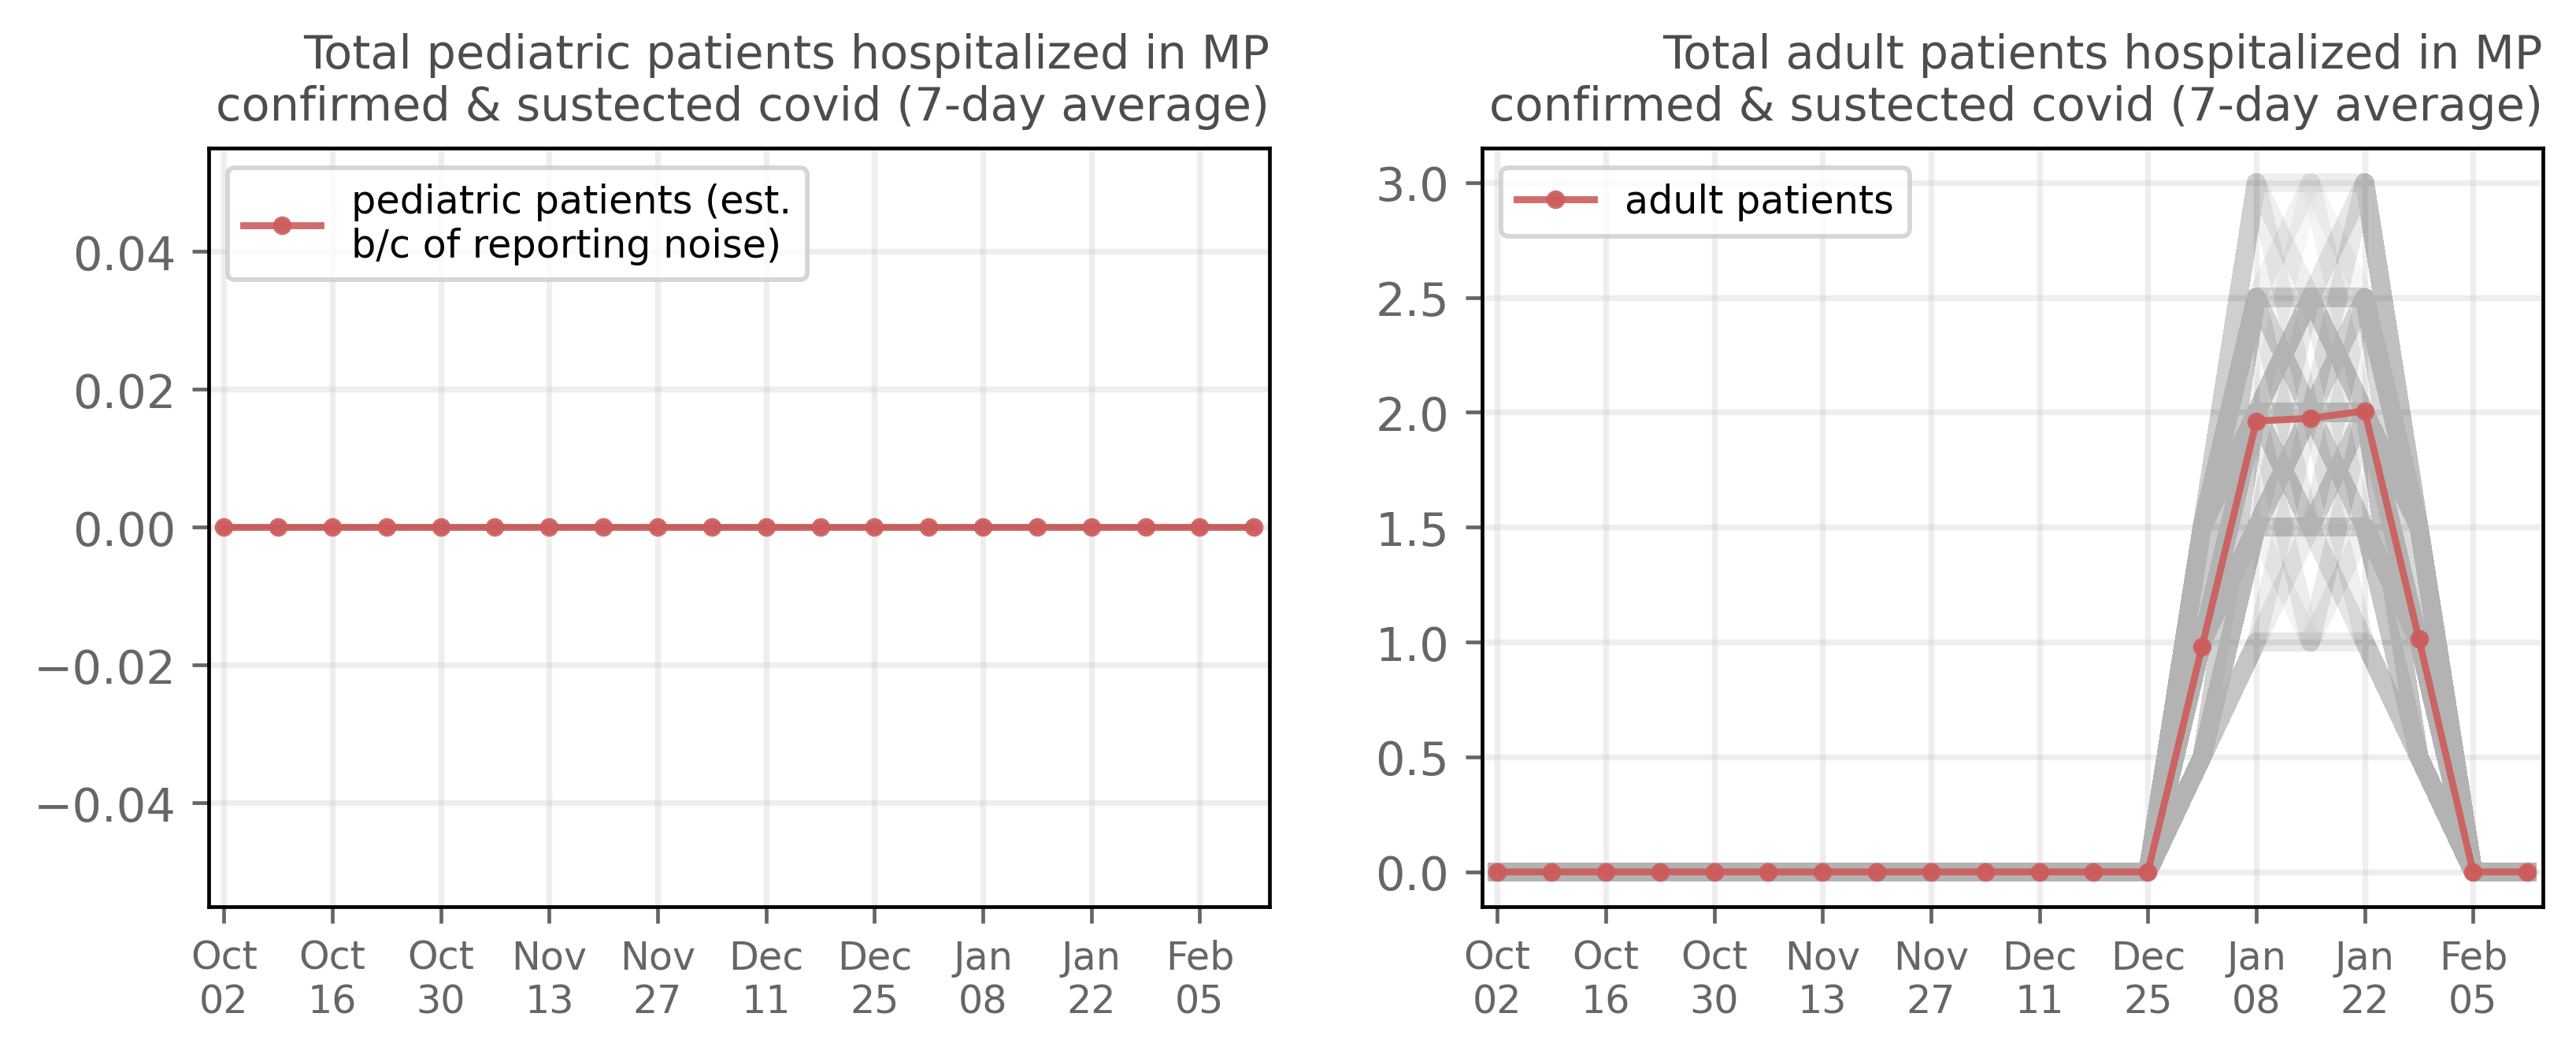 Total pediatric patients hospitalized in MP
confirmed & sustected covid (7-day average)
pediatric patients (est.
b/c of reporting noise)
0.04
0.02
0.00
−0.02
−0.04
Oct Oct Oct Nov Nov Dec Dec Jan Jan Feb
02 16 30 13 27 11 25 08 22 05
Total adult patients hospitalized in MP
confirmed & sustected covid (7-day average)
adult patients
3.0
2.5
2.0
1.5
1.0
0.5
0.0
Oct Oct Oct Nov Nov Dec Dec Jan Jan Feb
02 16 30 13 27 11 25 08 22 05